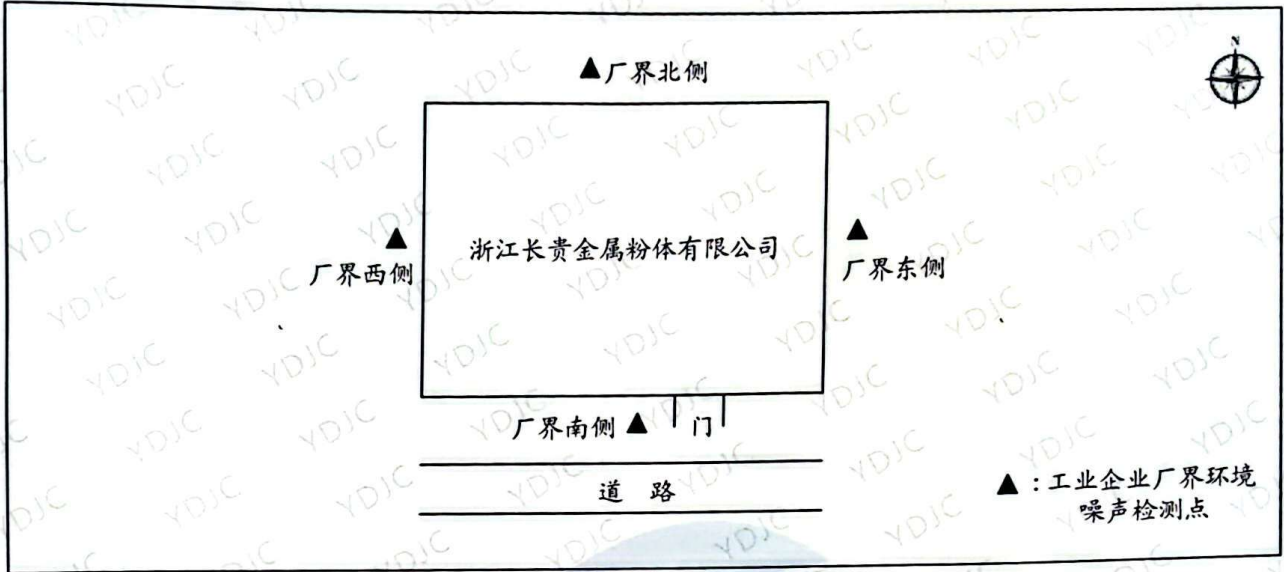 N
▲厂界北侧
▲
厂界西侧
浙江长贵金属粉体有限公司
▲
厂界东侧
厂界南侧▲
门
道 路
▲：工业企业厂界环境
噪声检测点
YDJC